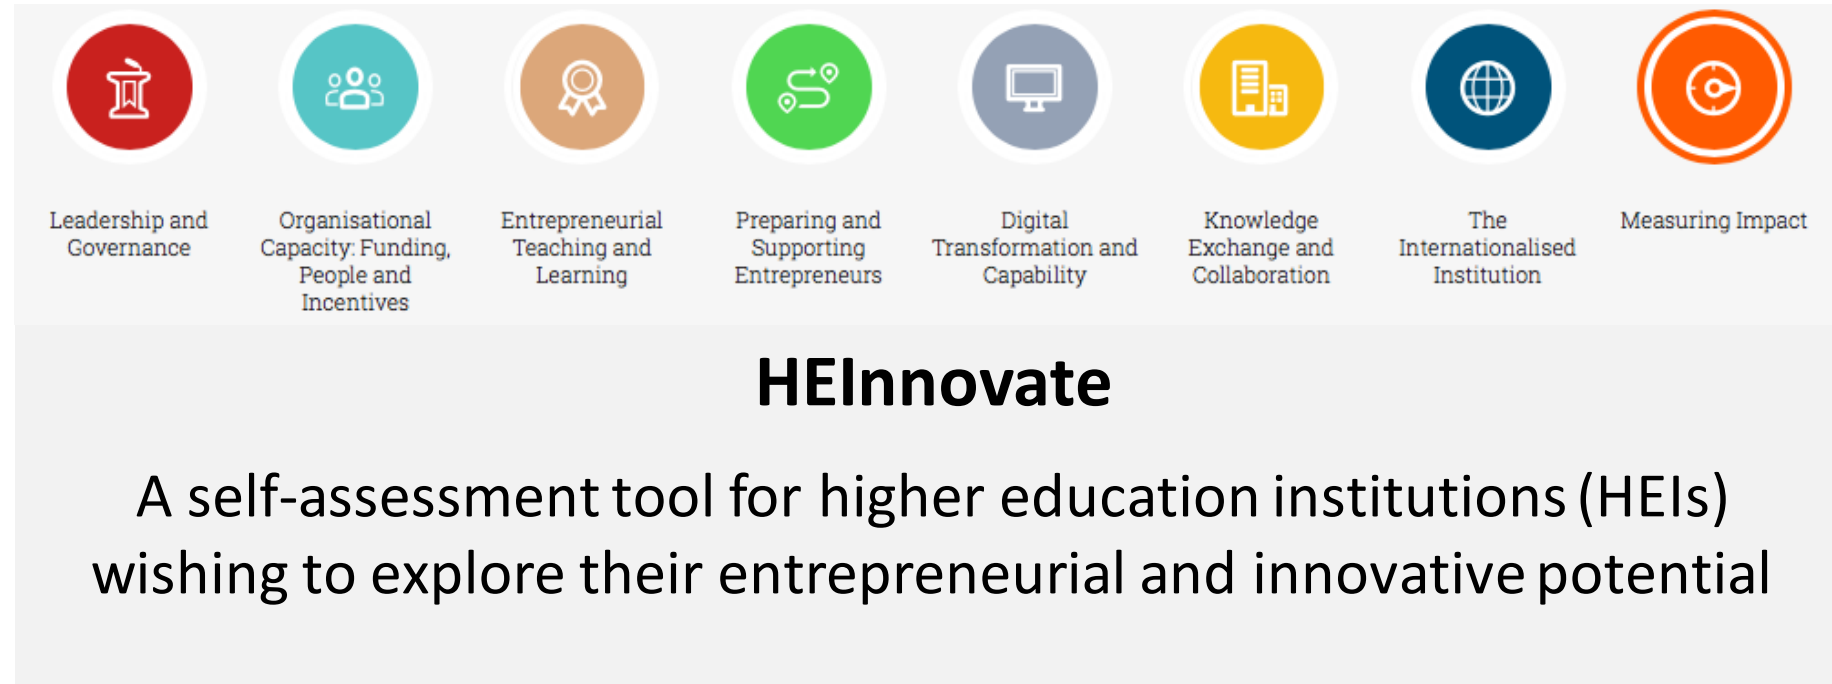 Leadership and
Governance
Organisational
Capacity: Funding,
People and
Incentives
Entrepreneurial
Teaching and
Learning
Preparing and
Supporting
Entrepreneurs
Digital
Transformation and
Capability
Knowledge
Exchange and
Collaboration
The
Internationalised
Institution
Measuring Impact
HEInnovate
A self-assessment tool for higher education institutions (HEIs)
wishing to explore their entrepreneurial and innovative potential